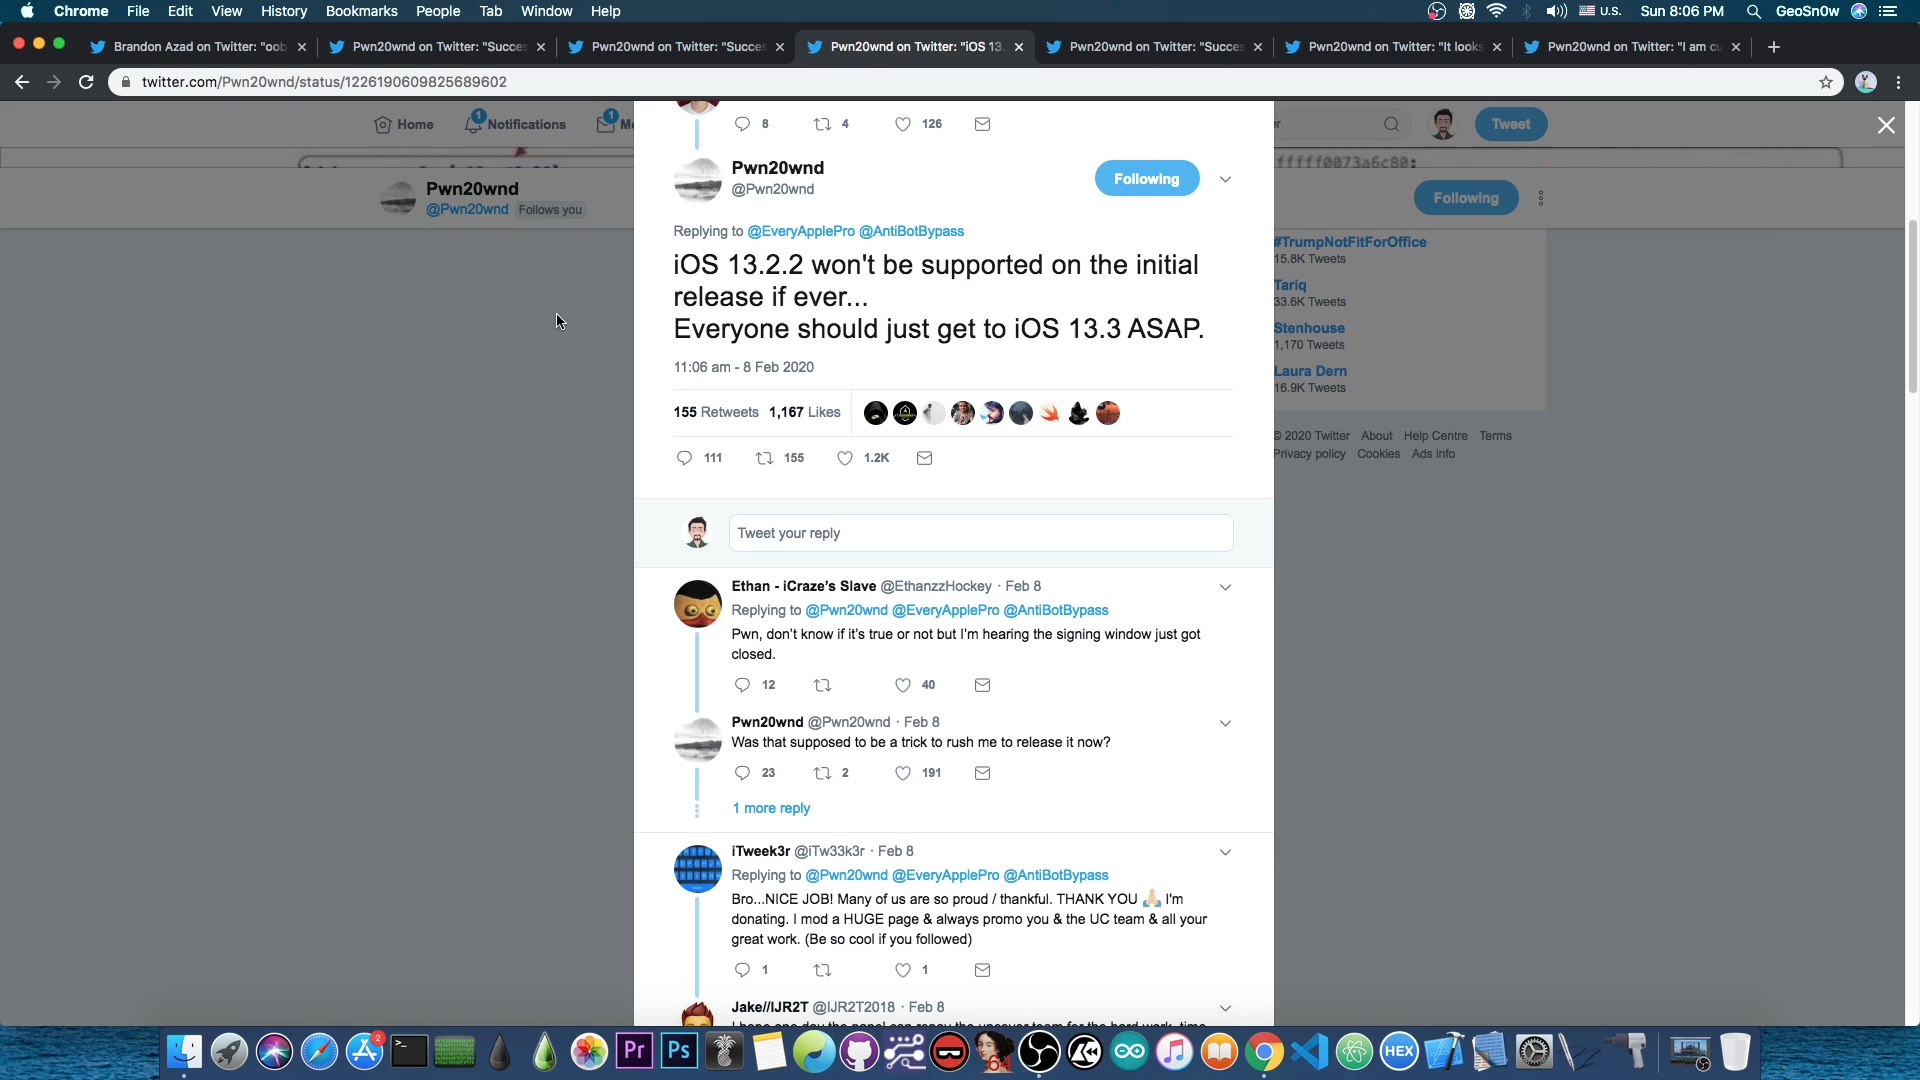 Chrome File Edit View History Bookmarks People Tab Window Help U.S. Sun 8:06 PM GeoSn0w
Brandon Azad on Twitter: "oob Pwn20wnd on Twitter: "Succes Pwn20wnd on Twitter: "Succes Pwn20wnd on Twitter: "iOS 13. Pwn20wnd on Twitter: "Succes Pwn20wnd on Twitter: "It looks Pwn20wnd on Twitter: "I am cu
twitter.com/Pwn20wnd/status/1226190609825689602
Home 1 Notifications 1 Me
8 4 126
Tweet
ffffff0073a6c80:
Pwn20wnd
@Pwn20wnd Follows you
Following
Pwn20wnd
@Pwn20wnd
Following
Replying to @EveryApplePro @AntiBotBypass
iOS 13.2.2 won't be supported on the initial
release if ever...
Everyone should just get to iOS 13.3 ASAP.
11:06 am - 8 Feb 2020
155 Retweets 1,167 Likes
111 155 1.2K
#TrumpNotFitForOffice
15.8K Tweets
Tariq
33.6K Tweets
Stenhouse
1,170 Tweets
Laura Dern
16.9K Tweets
© 2020 Twitter About Help Centre Terms
Privacy policy Cookies Ads info
Tweet your reply
Ethan - iCraze's Slave @EthanzzHockey · Feb 8
Replying to @Pwn20wnd @EveryApplePro @AntiBotBypass
Pwn, don't know if it's true or not but I'm hearing the signing window just got
closed.
12 40
Pwn20wnd @Pwn20wnd · Feb 8
Was that supposed to be a trick to rush me to release it now?
23 2 191
1 more reply
iTweek3r @iTw33k3r · Feb 8
Replying to @Pwn20wnd @EveryApplePro @AntiBotBypass
Bro...NICE JOB! Many of us are so proud / thankful. THANK YOU 🙏🏼 I'm
donating. I mod a HUGE page & always promo you & the UC team & all your
great work. (Be so cool if you followed)
1 1
Jake//IJR2T @IJR2T2018 · Feb 8
2
Pr Ps 64 HEX